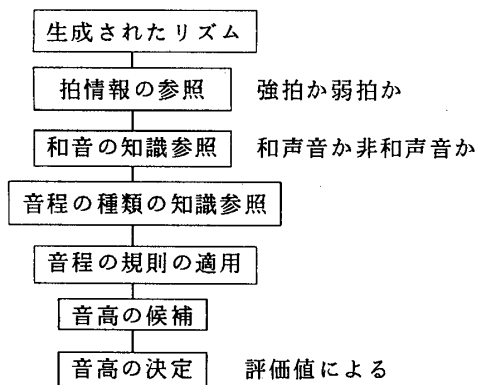 生成されたリズム
拍情報の参照 強拍か弱拍か
和音の知識参照 和声音か非和声音か
音程の種類の知識参照
音程の規則の適用
音高の候補
音高の決定 評価値による